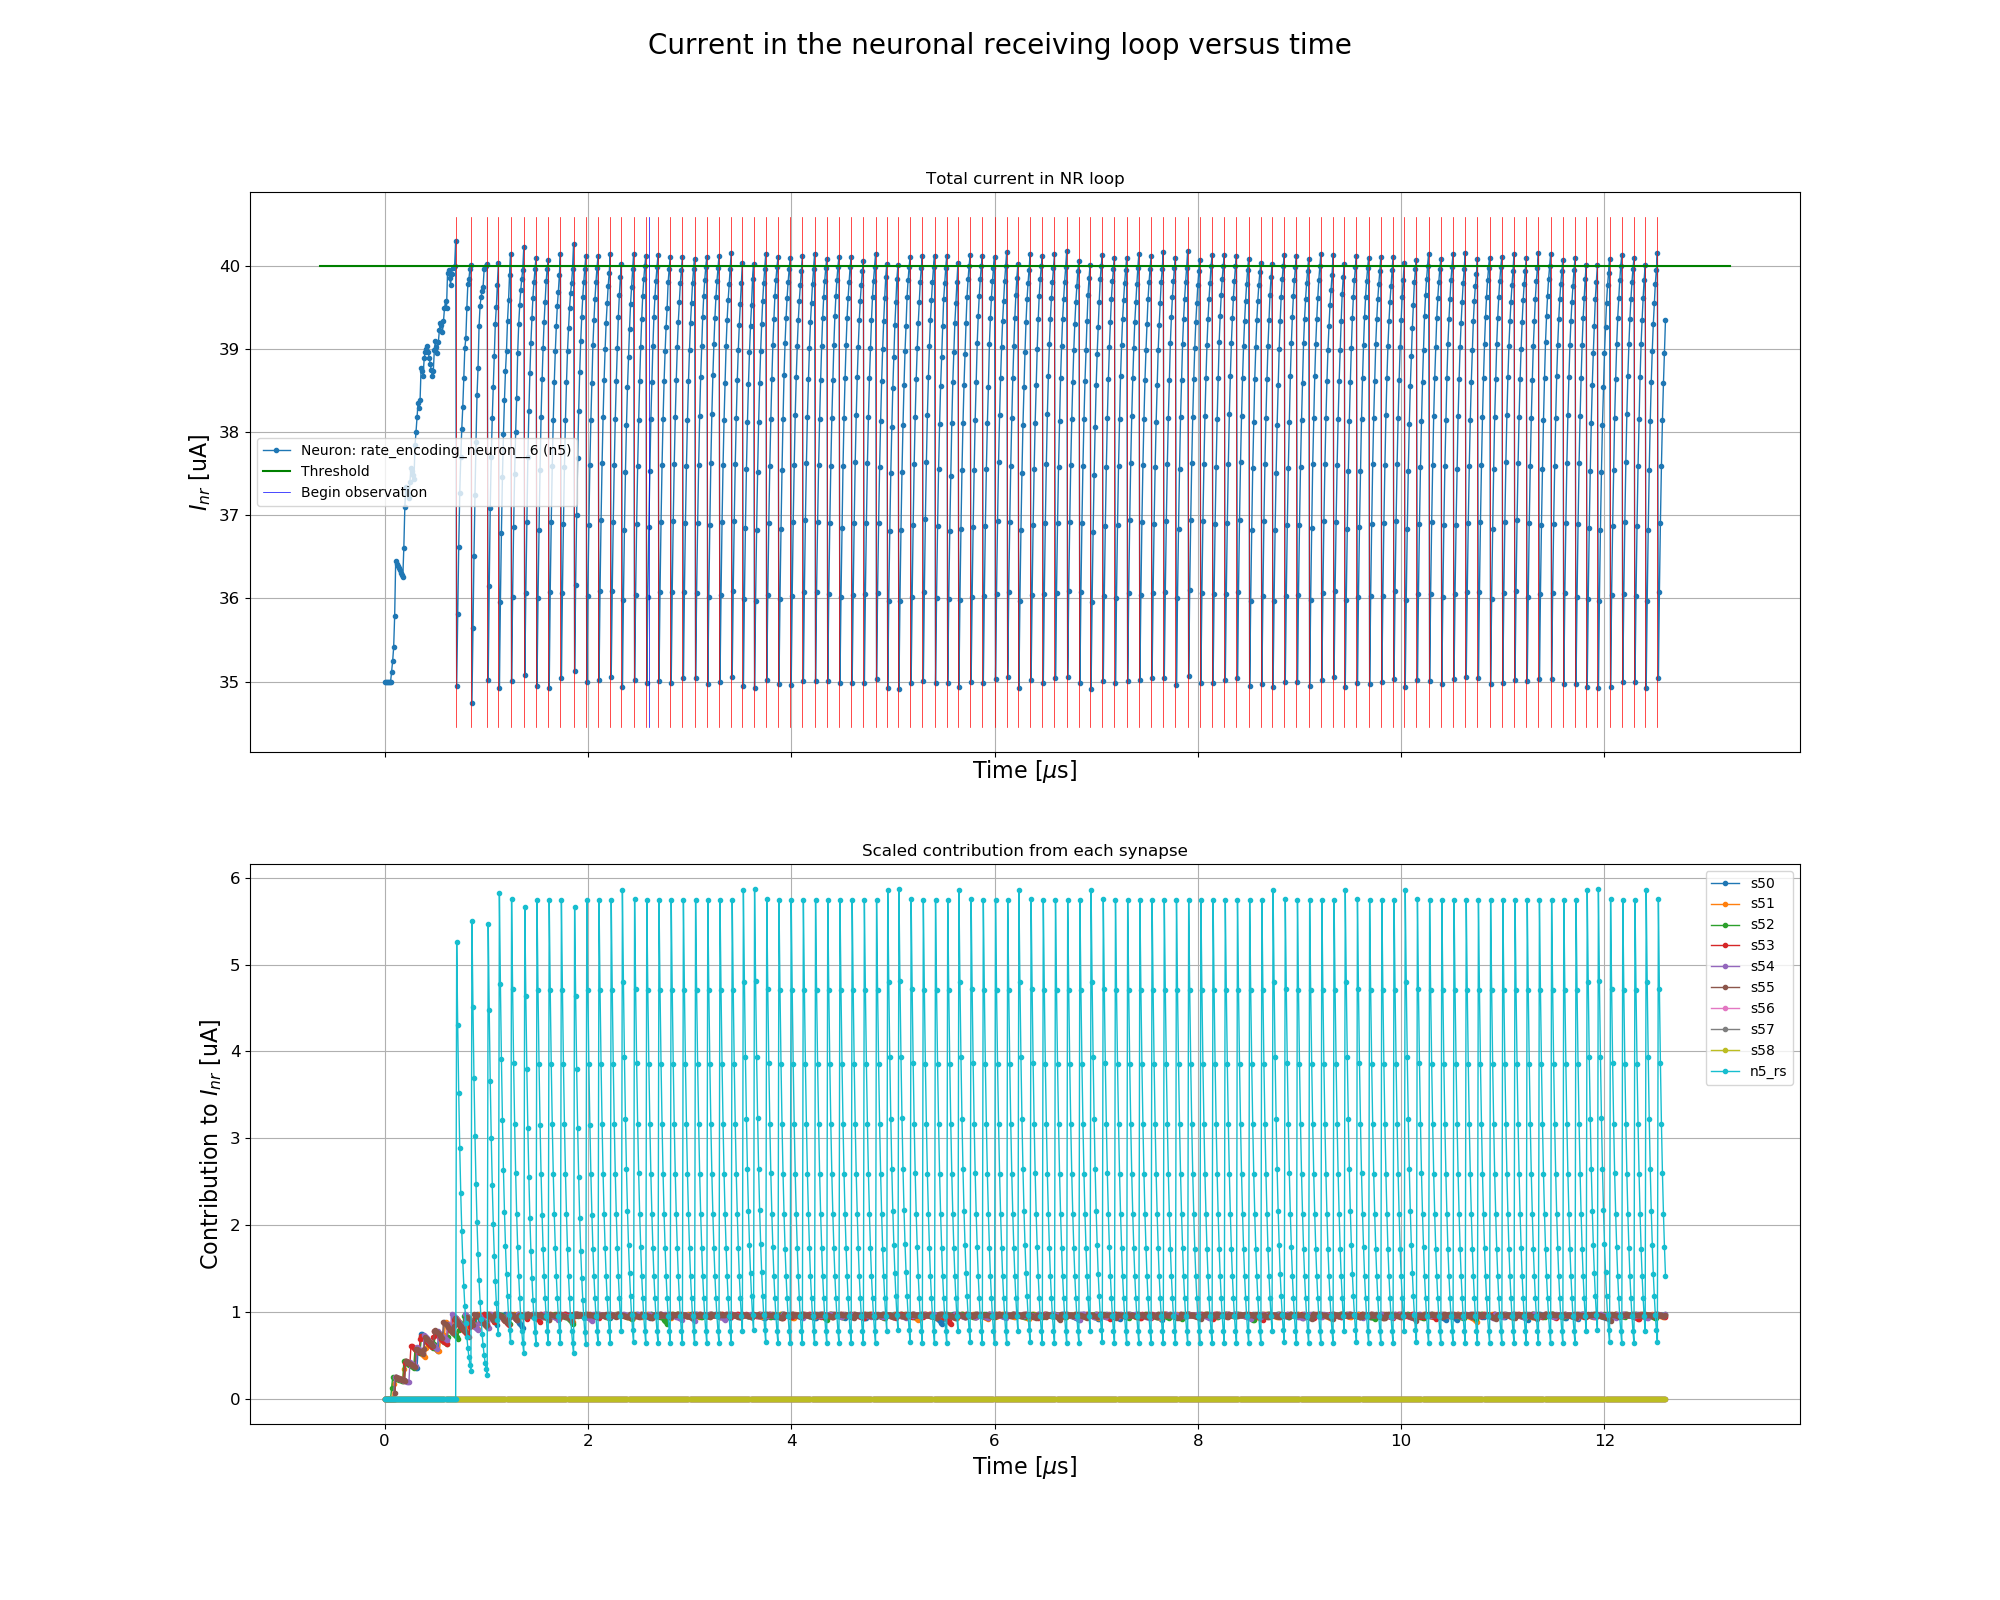 Current in the neuronal receiving loop versus time
Total current in NR loop
40
39
38
37
36
35
I_nr [uA]
Neuron: rate_encoding_neuron__6 (n5)
Threshold
Begin observation
Time [μs]
Scaled contribution from each synapse
6
5
4
3
2
1
0
Contribution to I_nr [uA]
s50
s51
s52
s53
s54
s55
s56
s57
s58
n5_rs
0 2 4 6 8 10 12
Time [μs]